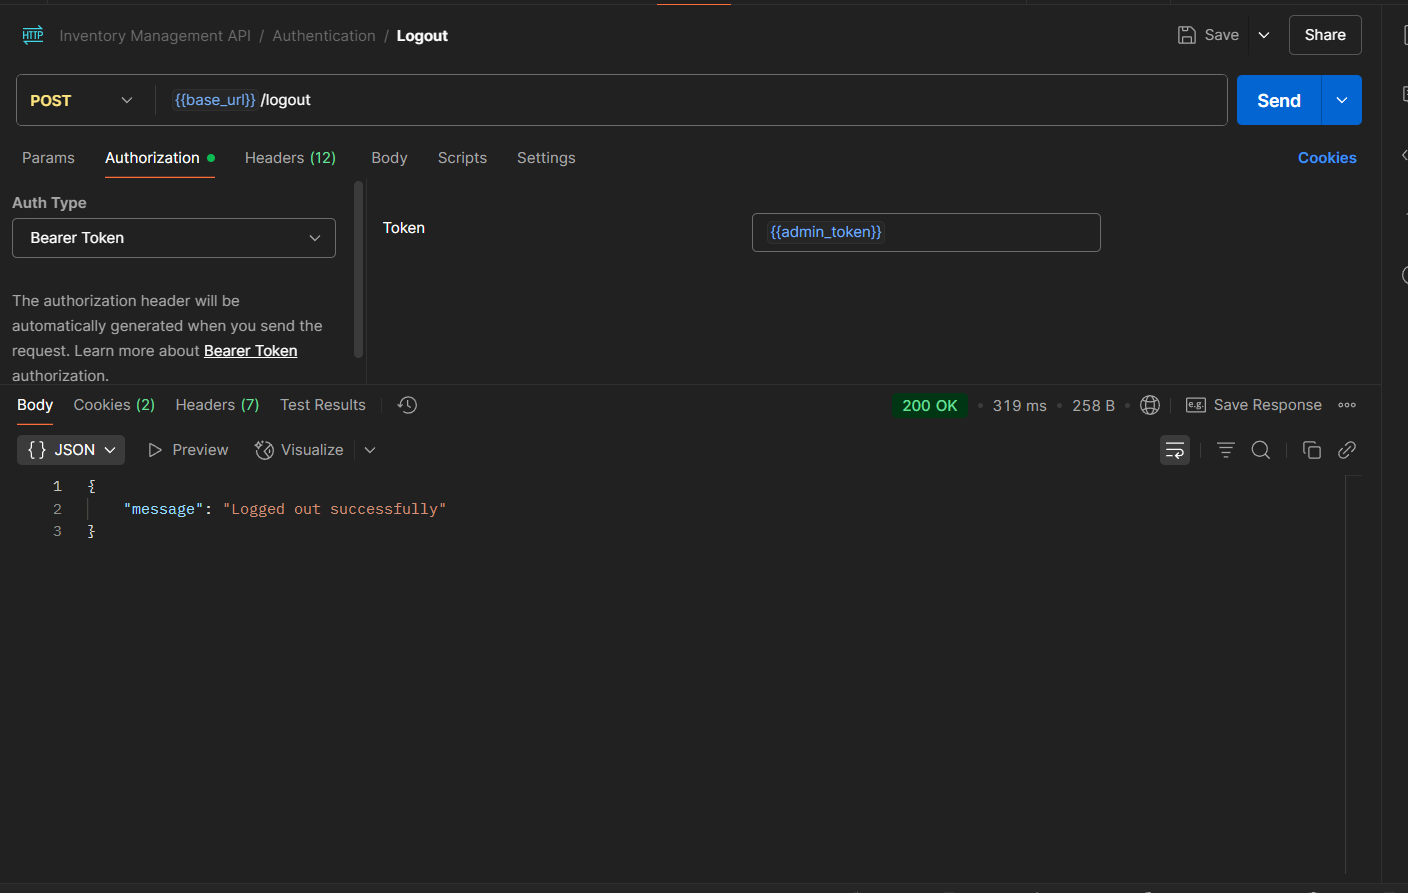 HTTP Inventory Management API / Authentication / Logout Save Share
POST {{base_url}} /logout Send
Params Authorization Headers (12) Body Scripts Settings Cookies
Auth Type
Bearer Token
The authorization header will be
automatically generated when you send the
request. Learn more about Bearer Token
authorization.
Token {{admin_token}}
Body Cookies (2) Headers (7) Test Results 200 OK • 319 ms • 258 B • e.g. Save Response
{} JSON Preview Visualize
1 {
2 "message": "Logged out successfully"
3 }